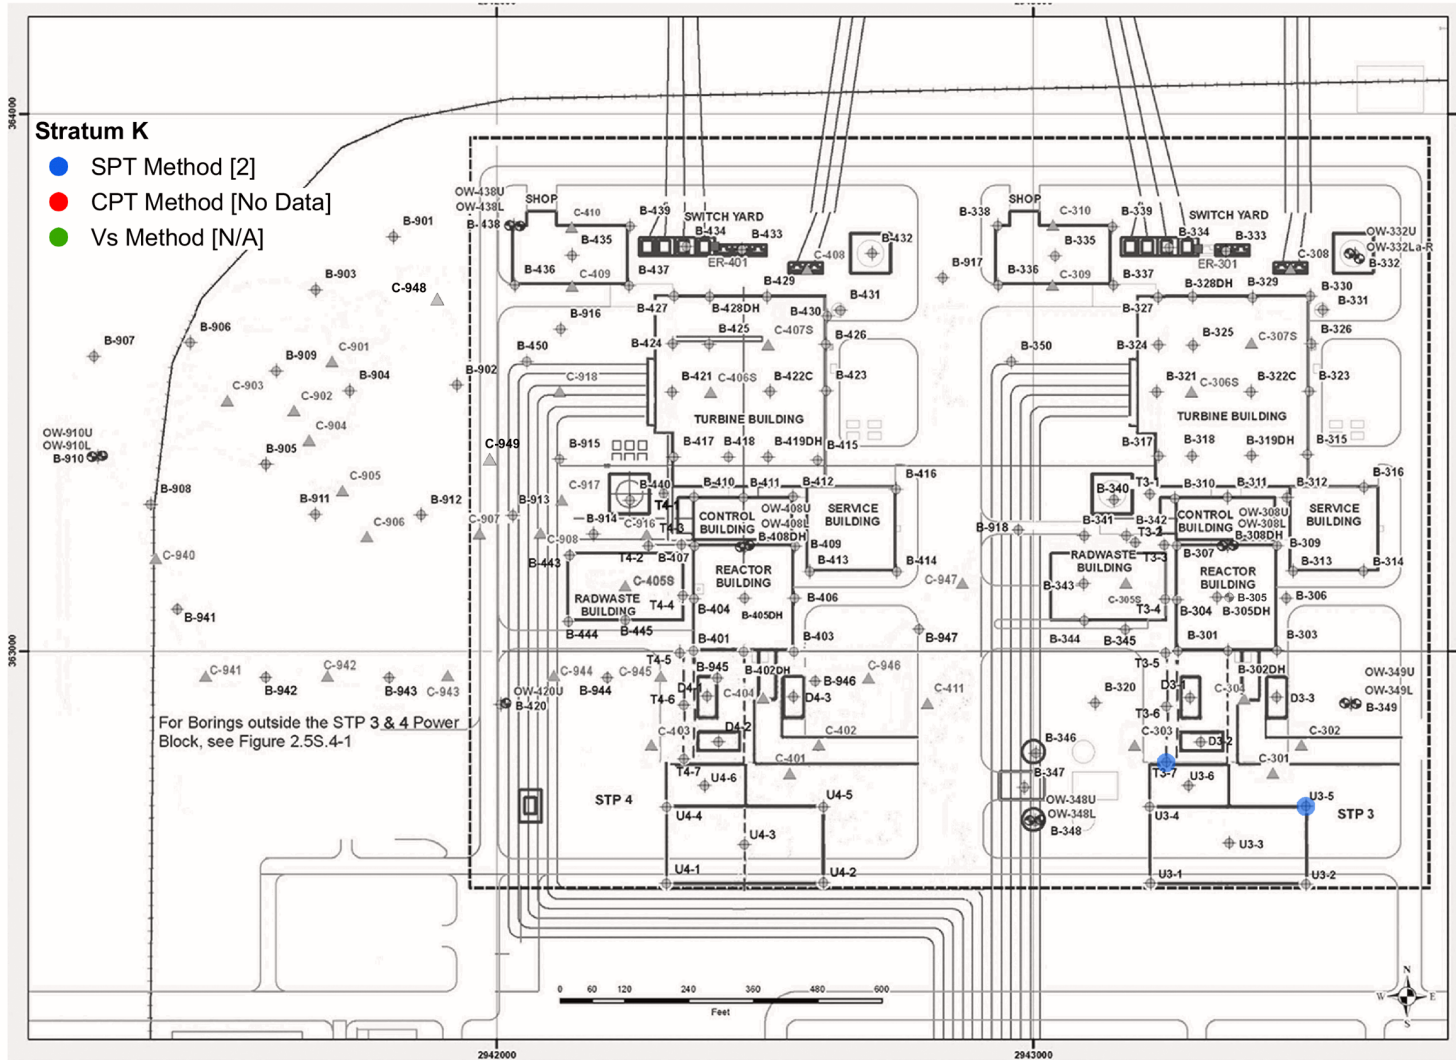 364000
Stratum K
SPT Method [2]
CPT Method [No Data]
Vs Method [N/A]
B-901
B-903
C-948
B-907
B-906
B-909
C-901
C-903
B-904
C-902
C-904
B-902
OW-910U
OW-910L
B-910
B-905
C-905
B-908
B-911
B-912
C-906
C-907
C-940
B-941
C-941
B-942
C-942
B-943
C-943
For Borings outside the STP 3 & 4 Power
Block, see Figure 2.5S.4-1
363000
OW-438U
OW-438L
B-438
SHOP
C-410
B-435
B-436
C-409
B-439
SWITCH YARD
B-434
B-433
B-437
ER-401
C-408
B-432
B-429
B-916
B-427
B-428DH
B-430
B-431
B-450
B-424
B-425
C-407S
B-426
C-918
B-421
C-406S
B-422C
B-423
TURBINE BUILDING
C-949
B-915
B-417
B-418
B-419DH
B-415
B-416
C-917
B-440
B-410
B-411
B-412
B-913
T4-1
OW-408U
OW-408L
B-408DH
CONTROL
BUILDING
SERVICE
BUILDING
B-914
C-916
T4-3
C-908
B-443
T4-2
B-407
B-409
B-413
B-414
REACTOR
BUILDING
C-405S
RADWASTE
BUILDING
T4-4
B-404
B-405DH
B-406
B-444
B-445
B-401
B-403
B-947
C-947
C-944
C-945
T4-5
B-945
B-402DH
B-946
C-946
OW-420U
B-420
B-944
T4-6
C-404
D4-3
C-411
C-403
D4-2
C-402
T4-7
U4-6
C-401
STP 4
U4-4
U4-5
U4-3
U4-1
U4-2
B-338
SHOP
C-310
B-335
B-917
B-336
C-309
B-339
SWITCH YARD
B-334
B-333
B-337
ER-301
C-308
OW-332U
OW-332La-R
B-332
B-327
B-328DH
B-329
B-330
B-331
B-350
B-324
B-325
C-307S
B-326
B-321
C-306S
B-322C
B-323
TURBINE BUILDING
B-317
B-318
B-319DH
B-315
B-316
B-340
T3-1
B-310
B-311
B-312
B-918
B-341
B-342
CONTROL
BUILDING
OW-308U
OW-308L
B-308DH
SERVICE
BUILDING
T3-2
T3-3
B-307
B-309
B-313
B-314
RADWASTE
BUILDING
REACTOR
BUILDING
B-343
C-305S
T3-4
B-304
B-305
B-305DH
B-306
B-344
B-345
B-301
B-303
T3-5
B-302DH
B-320
D3-1
C-304
D3-3
OW-349U
OW-349L
B-349
T3-6
B-346
C-303
D3-2
C-302
B-347
T3-7
U3-6
C-301
OW-348U
OW-348L
B-348
U3-4
U3-5
STP 3
U3-3
U3-1
U3-2
0 60 120 240 360 480 600
Feet
N
W E
S
2942000
2943000